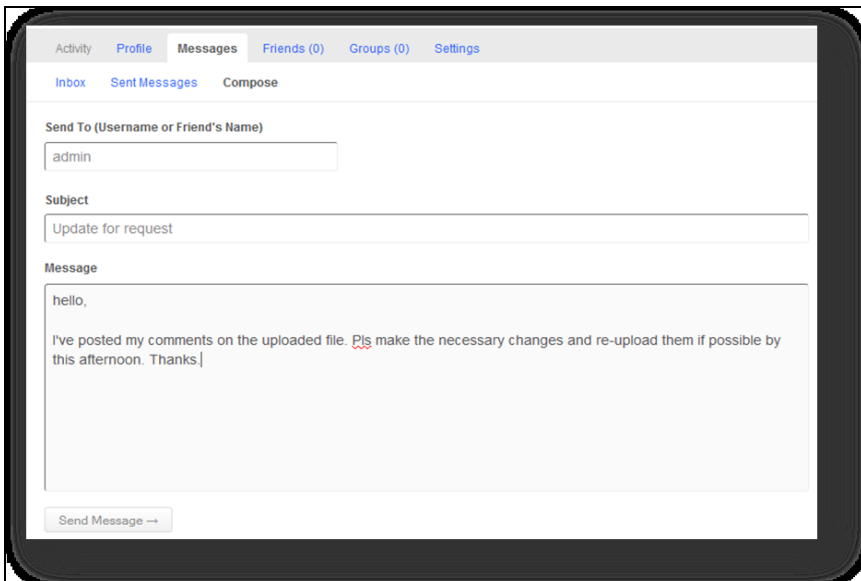 Activity Profile Messages Friends (0) Groups (0) Settings
Inbox Sent Messages Compose
Send To (Username or Friend's Name)
admin
Subject
Update for request
Message
hello,
I've posted my comments on the uploaded file. Pls make the necessary changes and re-upload them if possible by
this afternoon. Thanks.
Send Message →